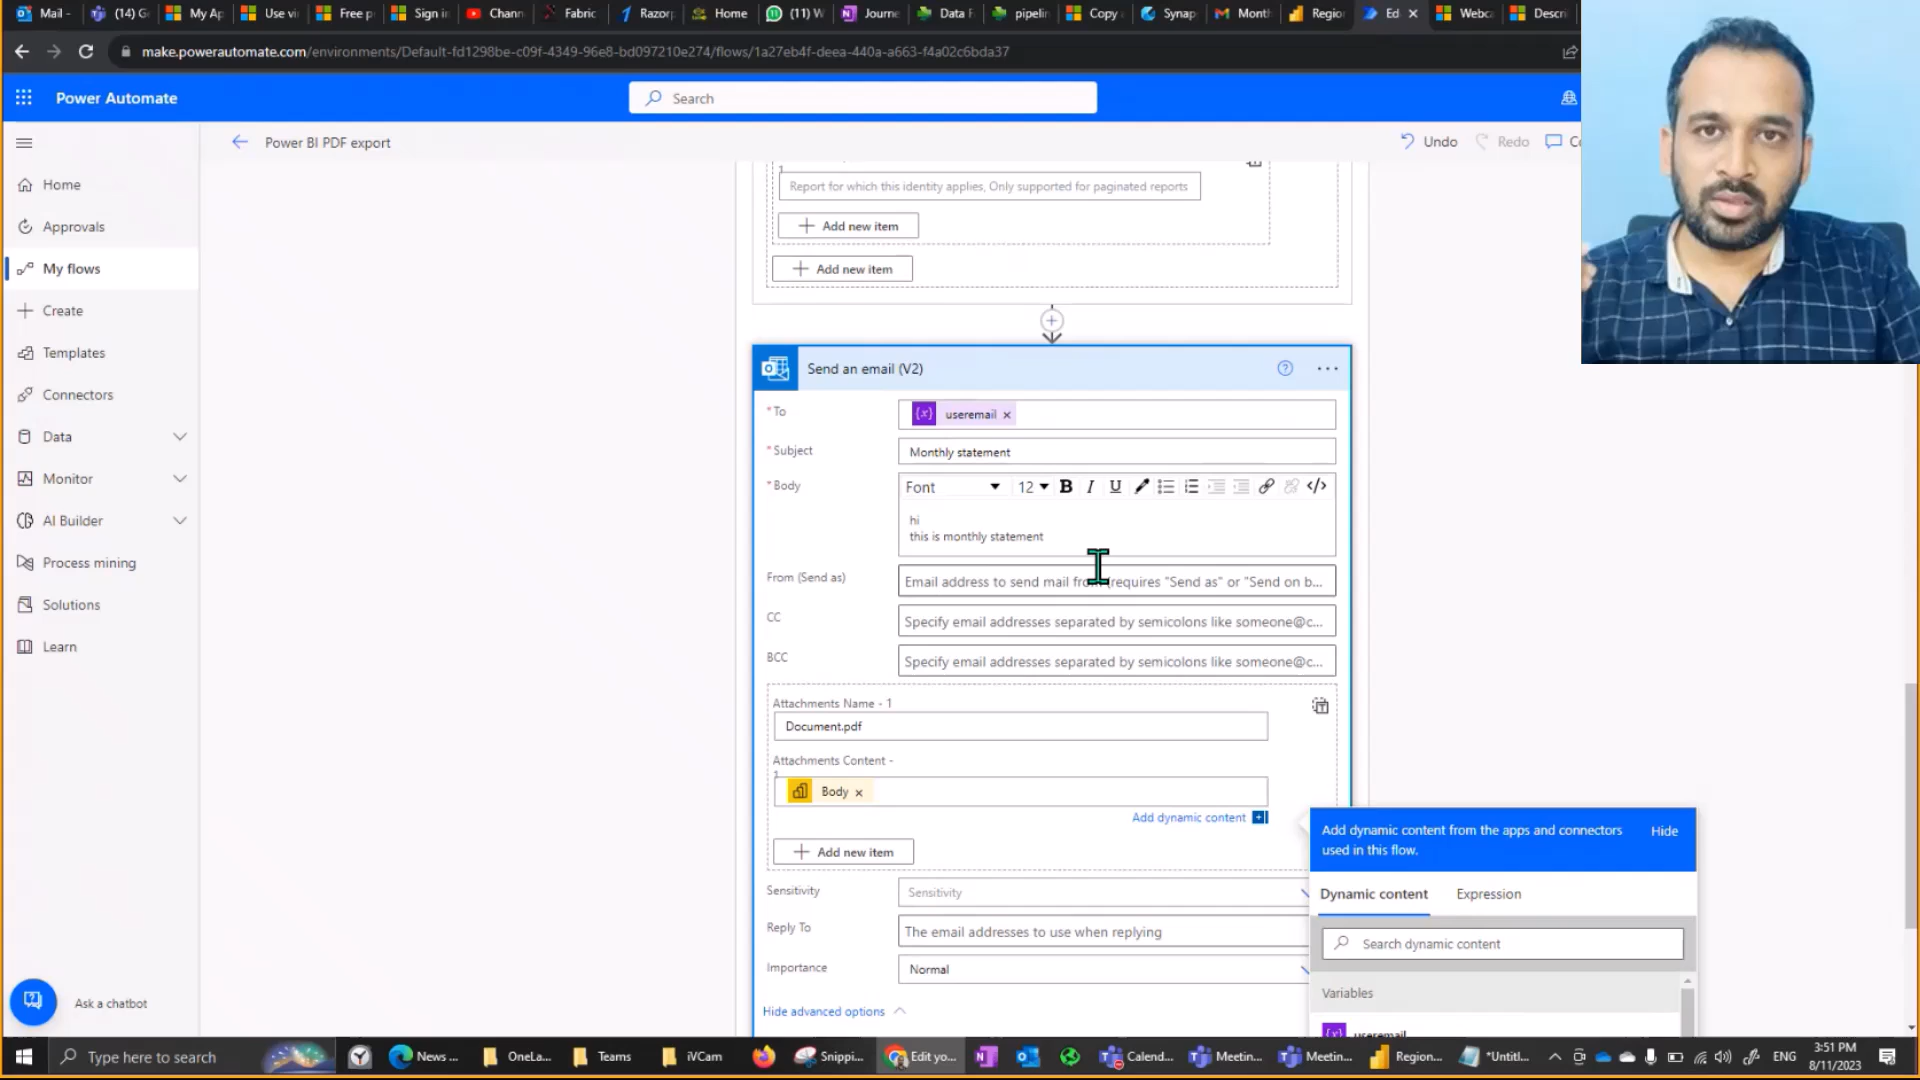 Mail -
(14) G
My Ap
Use vi
Free p
Sign in
Chann
Fabric
Razor
Home
(11) W
Journe
Data F
pipelin
Copy
Synap
Month
Regio
Ed
Webc
Descri
make.powerautomate.com/environments/Default-fd1298be-c09f-4349-96e8-bd097210e274/flows/1a27eb4f-deea-440a-a663-f4a02c6bda37
Power Automate
Search
Power BI PDF export
Undo
Redo
Home
Approvals
My flows
Create
Templates
Connectors
Data
Monitor
AI Builder
Process mining
Solutions
Learn
Ask a chatbot
Report for which this identity applies, Only supported for paginated reports
Add new item
Add new item
Send an email (V2)
*To
useremail ×
*Subject
Monthly statement
*Body
Font
12
B I U </>
hi
this is monthly statement
From (Send as)
Email address to send mail from (requires "Send as" or "Send on b...
CC
Specify email addresses separated by semicolons like someone@c...
BCC
Specify email addresses separated by semicolons like someone@c...
Attachments Name - 1
Document.pdf
Attachments Content -
1
Body ×
Add dynamic content
Add new item
Sensitivity
Sensitivity
Reply To
The email addresses to use when replying
Importance
Normal
Hide advanced options
Add dynamic content from the apps and connectors
used in this flow.
Hide
Dynamic content
Expression
Search dynamic content
Variables
useremail
Type here to search
News ...
OneLa...
Teams
iVCam
Snippi...
Edit yo...
Calend...
Meetin...
Meetin...
Region...
*Untitl...
ENG
3:51 PM
8/11/2023